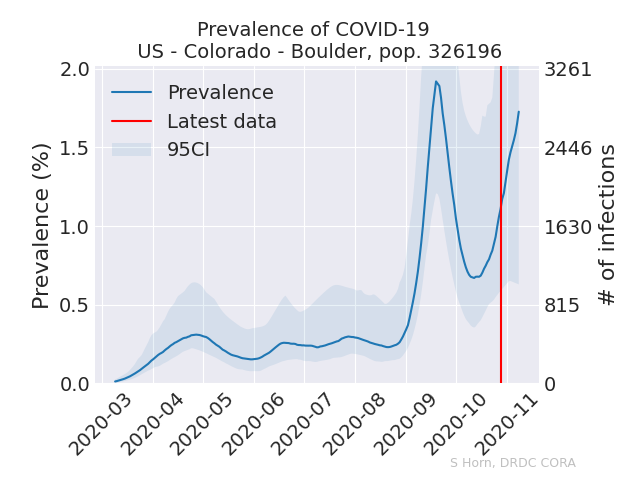 Prevalence of COVID-19
US - Colorado - Boulder, pop. 326196
Prevalence
Latest data
95CI
Prevalence (%)
2.0
1.5
1.0
0.5
0.0
3261
2446
1630
815
0
# of infections
2020-03
2020-04
2020-05
2020-06
2020-07
2020-08
2020-09
2020-10
2020-11
S Horn, DRDC CORA